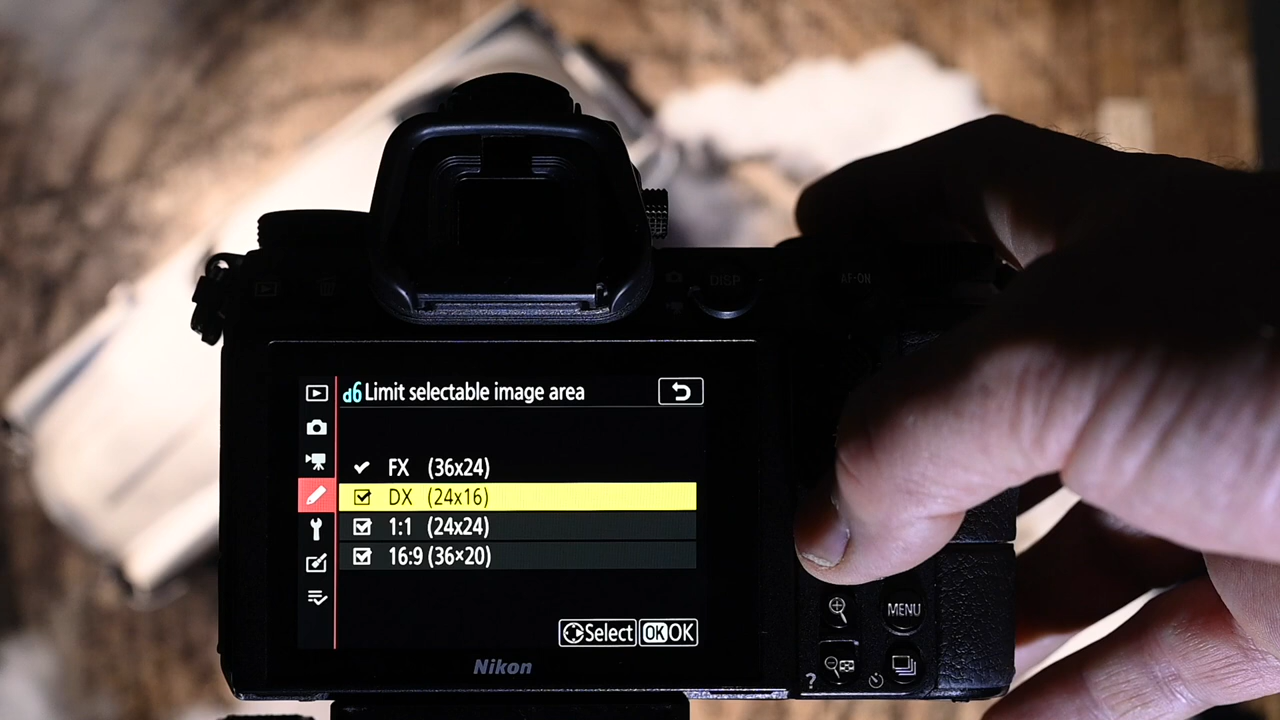 DISP
AF-ON
d6 Limit selectable image area
FX (36x24)
DX (24x16)
1:1 (24x24)
16:9 (36×20)
Select OK OK
MENU
Nikon
?